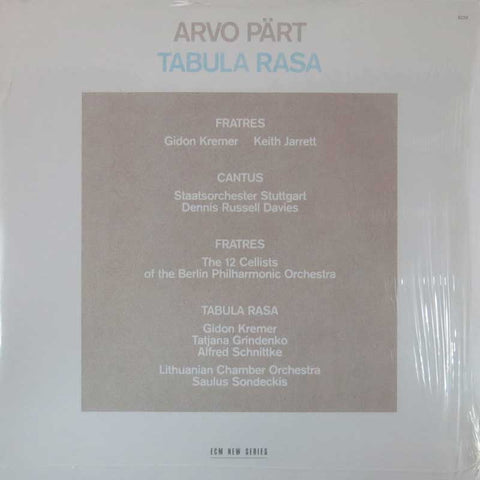 ECM
ARVO PÄRT
TABULA RASA
FRATRES
Gidon Kremer Keith Jarrett
CANTUS
Staatsorchester Stuttgart
Dennis Russell Davies
FRATRES
The 12 Cellists
of the Berlin Philharmonic Orchestra
TABULA RASA
Gidon Kremer
Tatjana Grindenko
Alfred Schnittke
Lithuanian Chamber Orchestra
Saulus Sondeckis
ECM NEW SERIES